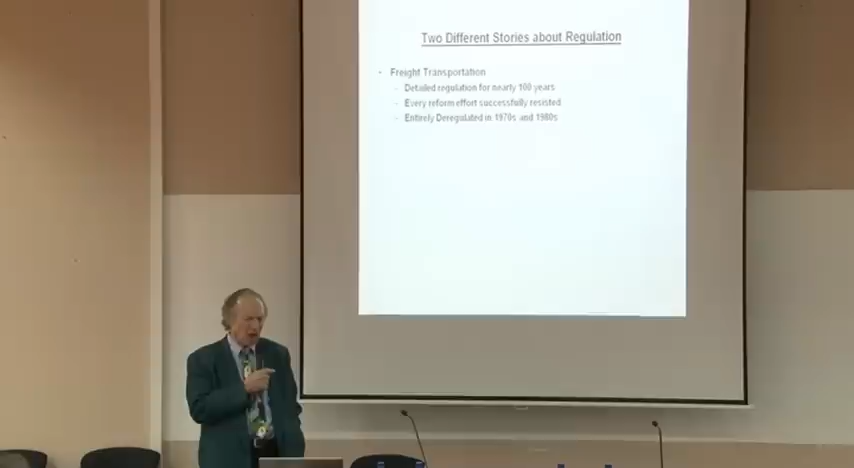 Two Different Stories about Regulation
• Freight Transportation
– Detailed regulation for nearly 100 years
– Every reform effort successfully resisted
– Entirely Deregulated in 1970s and 1980s